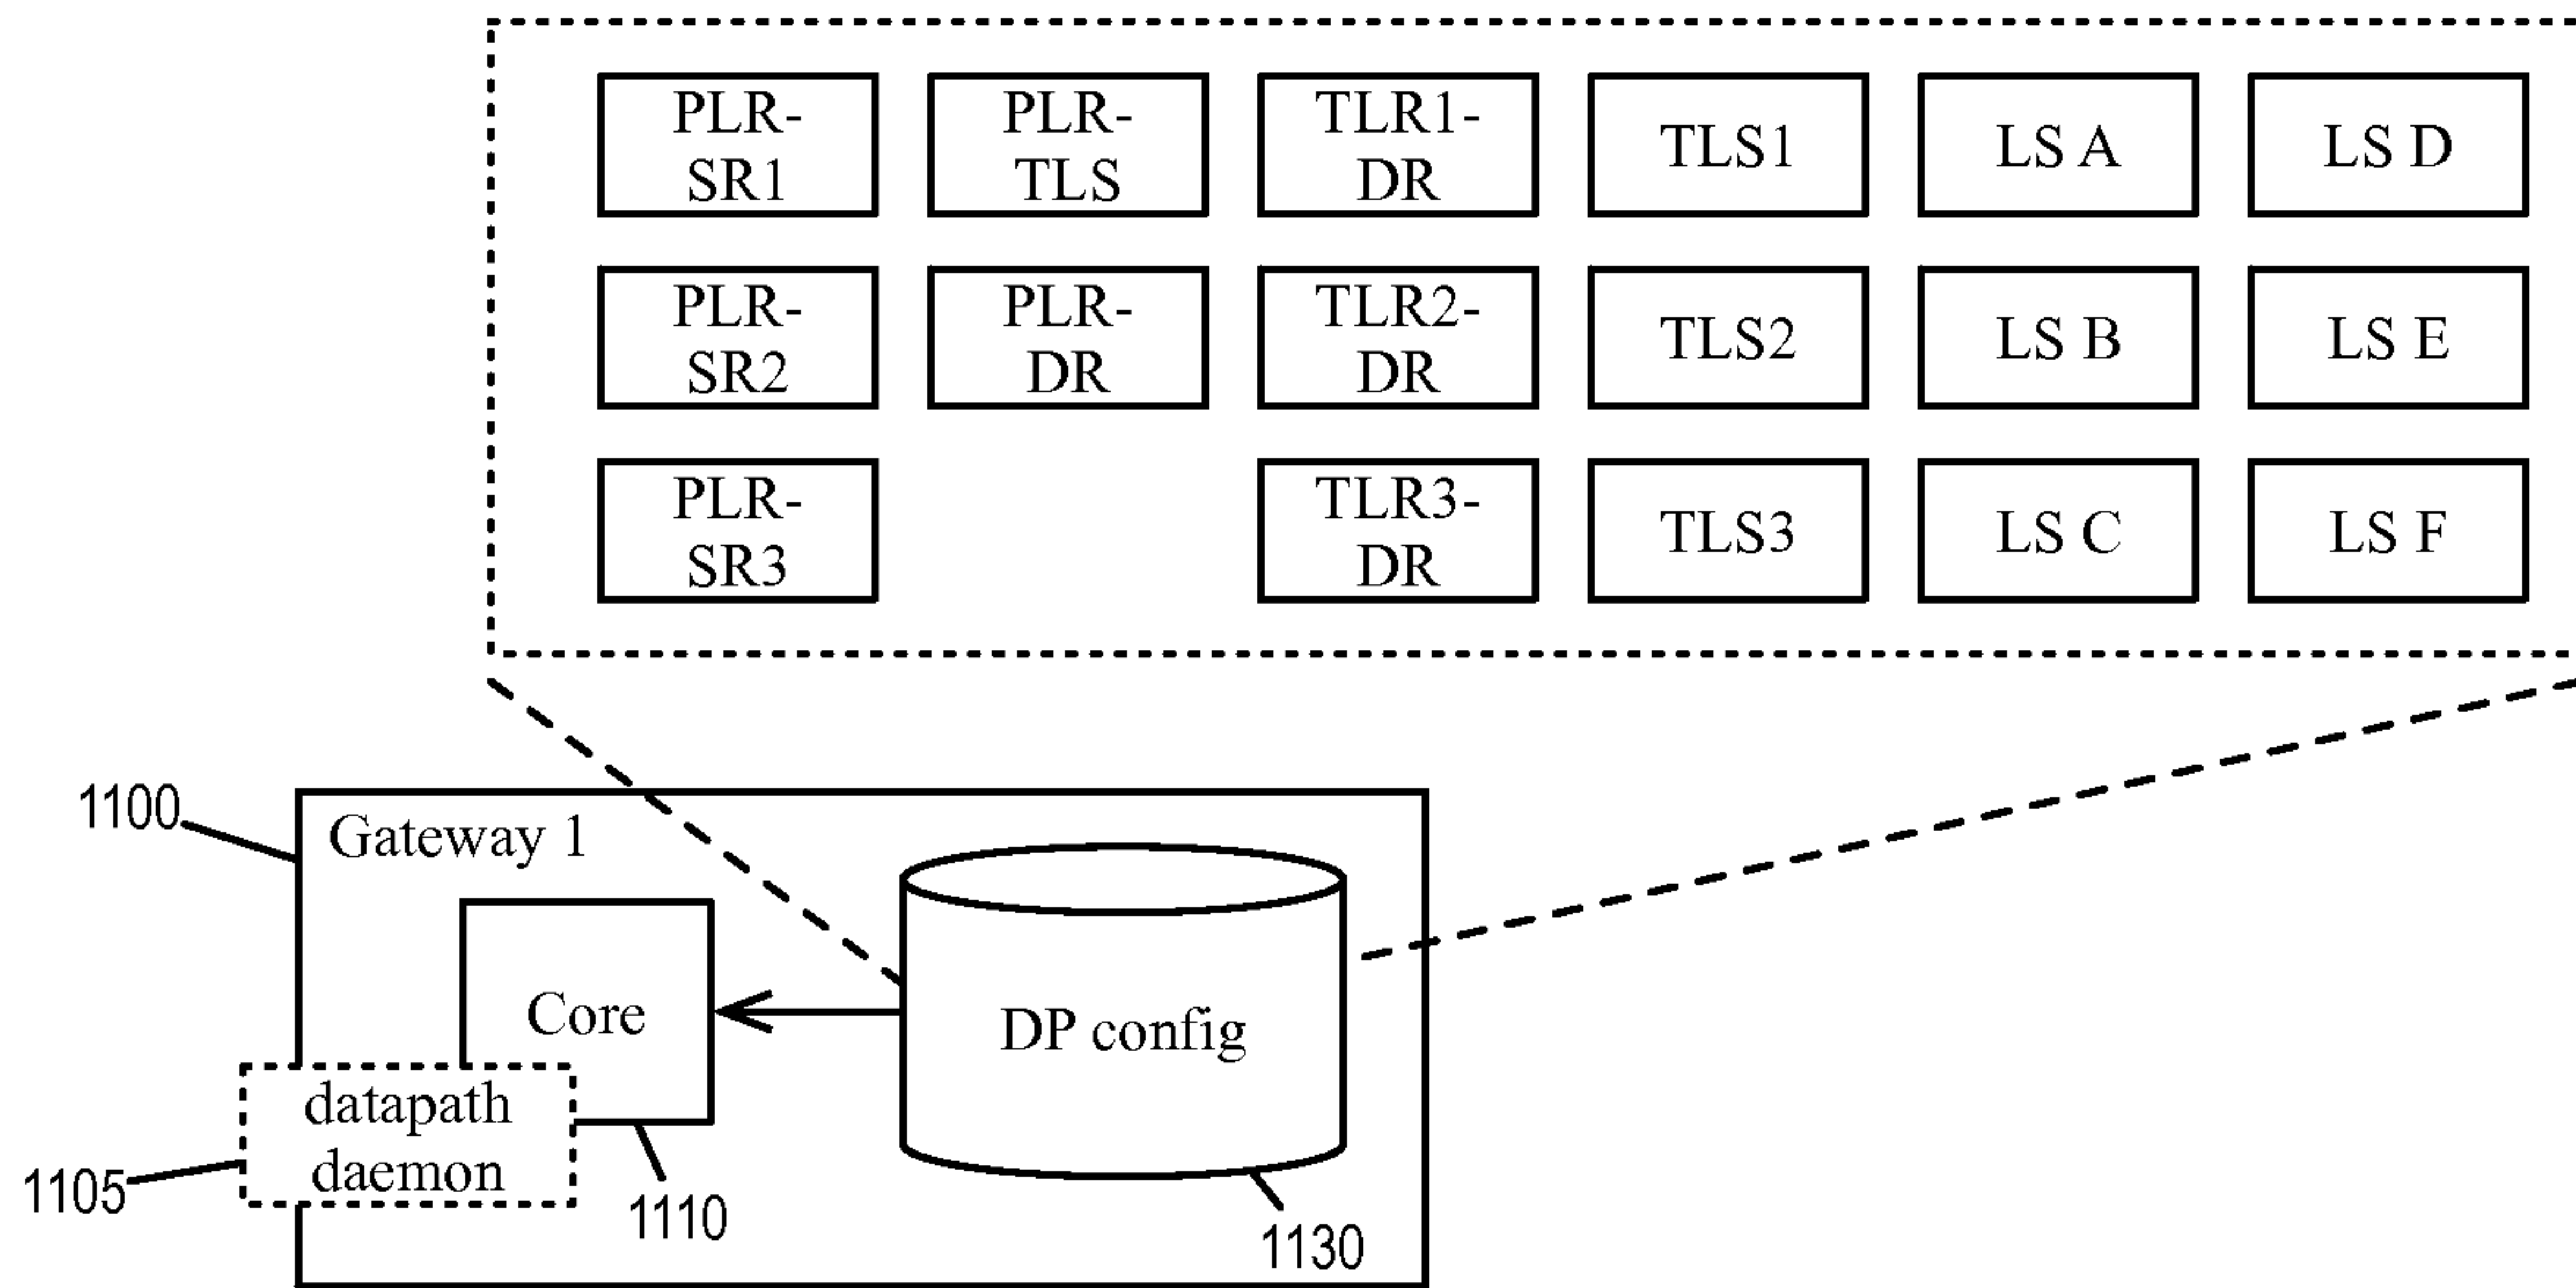 PLR-
SR1
PLR-
TLS
TLR1-
DR
TLS1
LS A
LS D
PLR-
SR2
PLR-
DR
TLR2-
DR
TLS2
LS B
LS E
PLR-
SR3
TLR3-
DR
TLS3
LS C
LS F
1100
Gateway 1
Core
DP config
datapath
daemon
1105
1110
1130